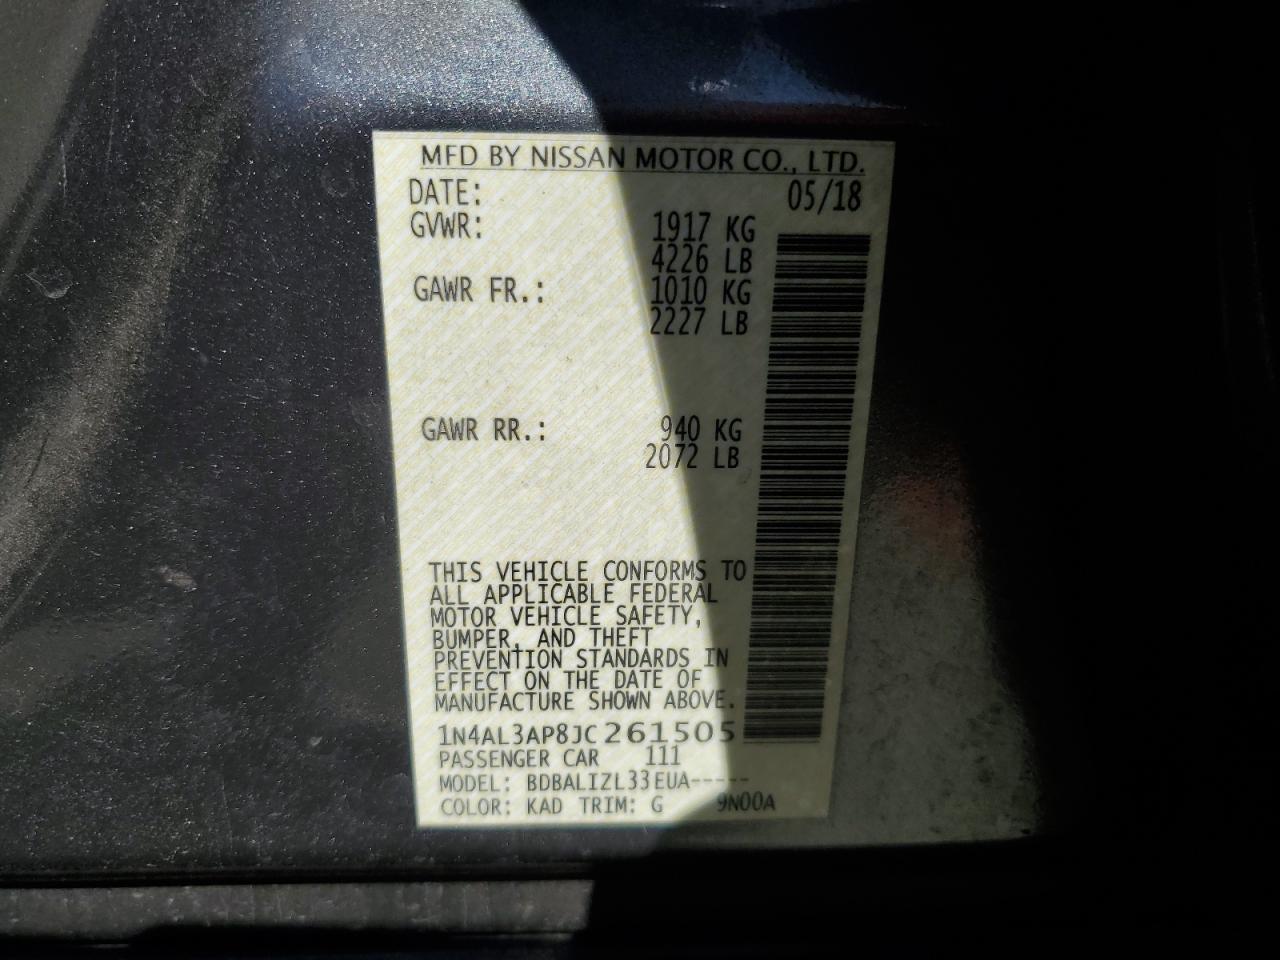 MFD BY NISSAN MOTOR CO., LTD.
DATE: 05/18
GVWR: 1917 KG
4226 LB
GAWR FR.: 1010 KG
2227 LB
GAWR RR.: 940 KG
2072 LB
THIS VEHICLE CONFORMS TO
ALL APPLICABLE FEDERAL
MOTOR VEHICLE SAFETY,
BUMPER, AND THEFT
PREVENTION STANDARDS IN
EFFECT ON THE DATE OF
MANUFACTURE SHOWN ABOVE.
1N4AL3AP8JC261505
PASSENGER CAR 111
MODEL: BDBALIZL33EUA-----
COLOR: KAD TRIM: G 9N00A